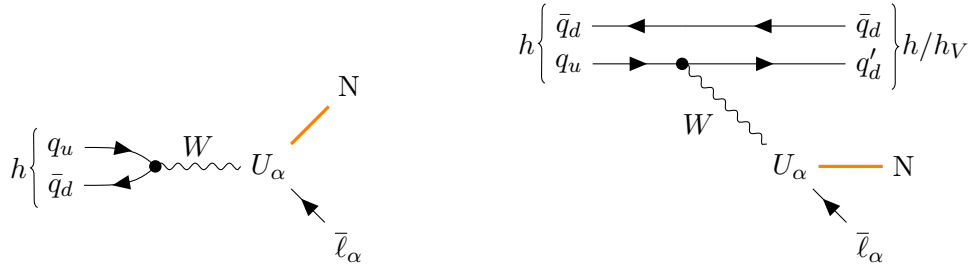 N
h { q_u
q̄_d
W
U_α
ℓ̄_α
h { q̄_d
q_u
q̄_d
q′_d } h/h_V
W
U_α
N
ℓ̄_α